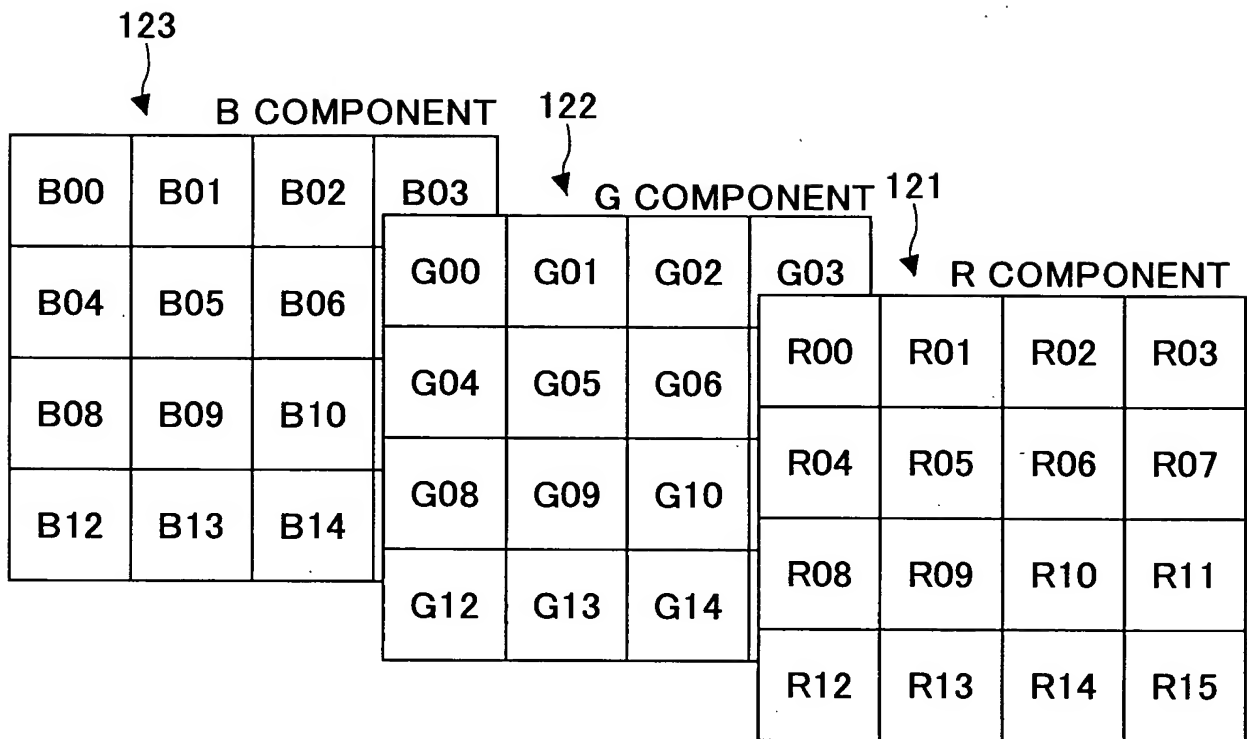 123
B COMPONENT
B00 B01 B02 B03
B04 B05 B06
B08 B09 B10
B12 B13 B14
122
G COMPONENT
G00 G01 G02 G03
G04 G05 G06
G08 G09 G10
G12 G13 G14
121
R COMPONENT
R00 R01 R02 R03
R04 R05 R06 R07
R08 R09 R10 R11
R12 R13 R14 R15